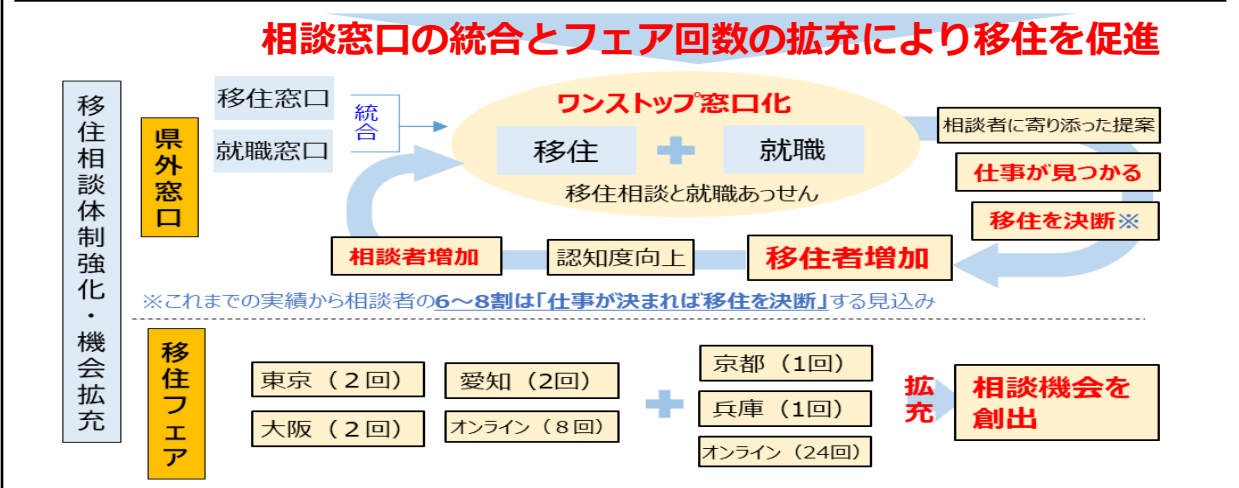 相談窓口の統合とフェア回数の拡充により移住を促進
移住相談体制強化・機会拡充
県外窓口
移住窓口
就職窓口
統合
ワンストップ窓口化
移住
就職
移住相談と就職あっせん
相談者に寄り添った提案
仕事が見つかる
移住を決断※
移住者増加
認知度向上
相談者増加
※これまでの実績から相談者の6～8割は「仕事が決まれば移住を決断」する見込み
移住フェア
東京（２回）
愛知（2回）
大阪（２回）
オンライン（８回）
京都（1回）
兵庫（1回）
オンライン（24回）
拡充
相談機会を
創出